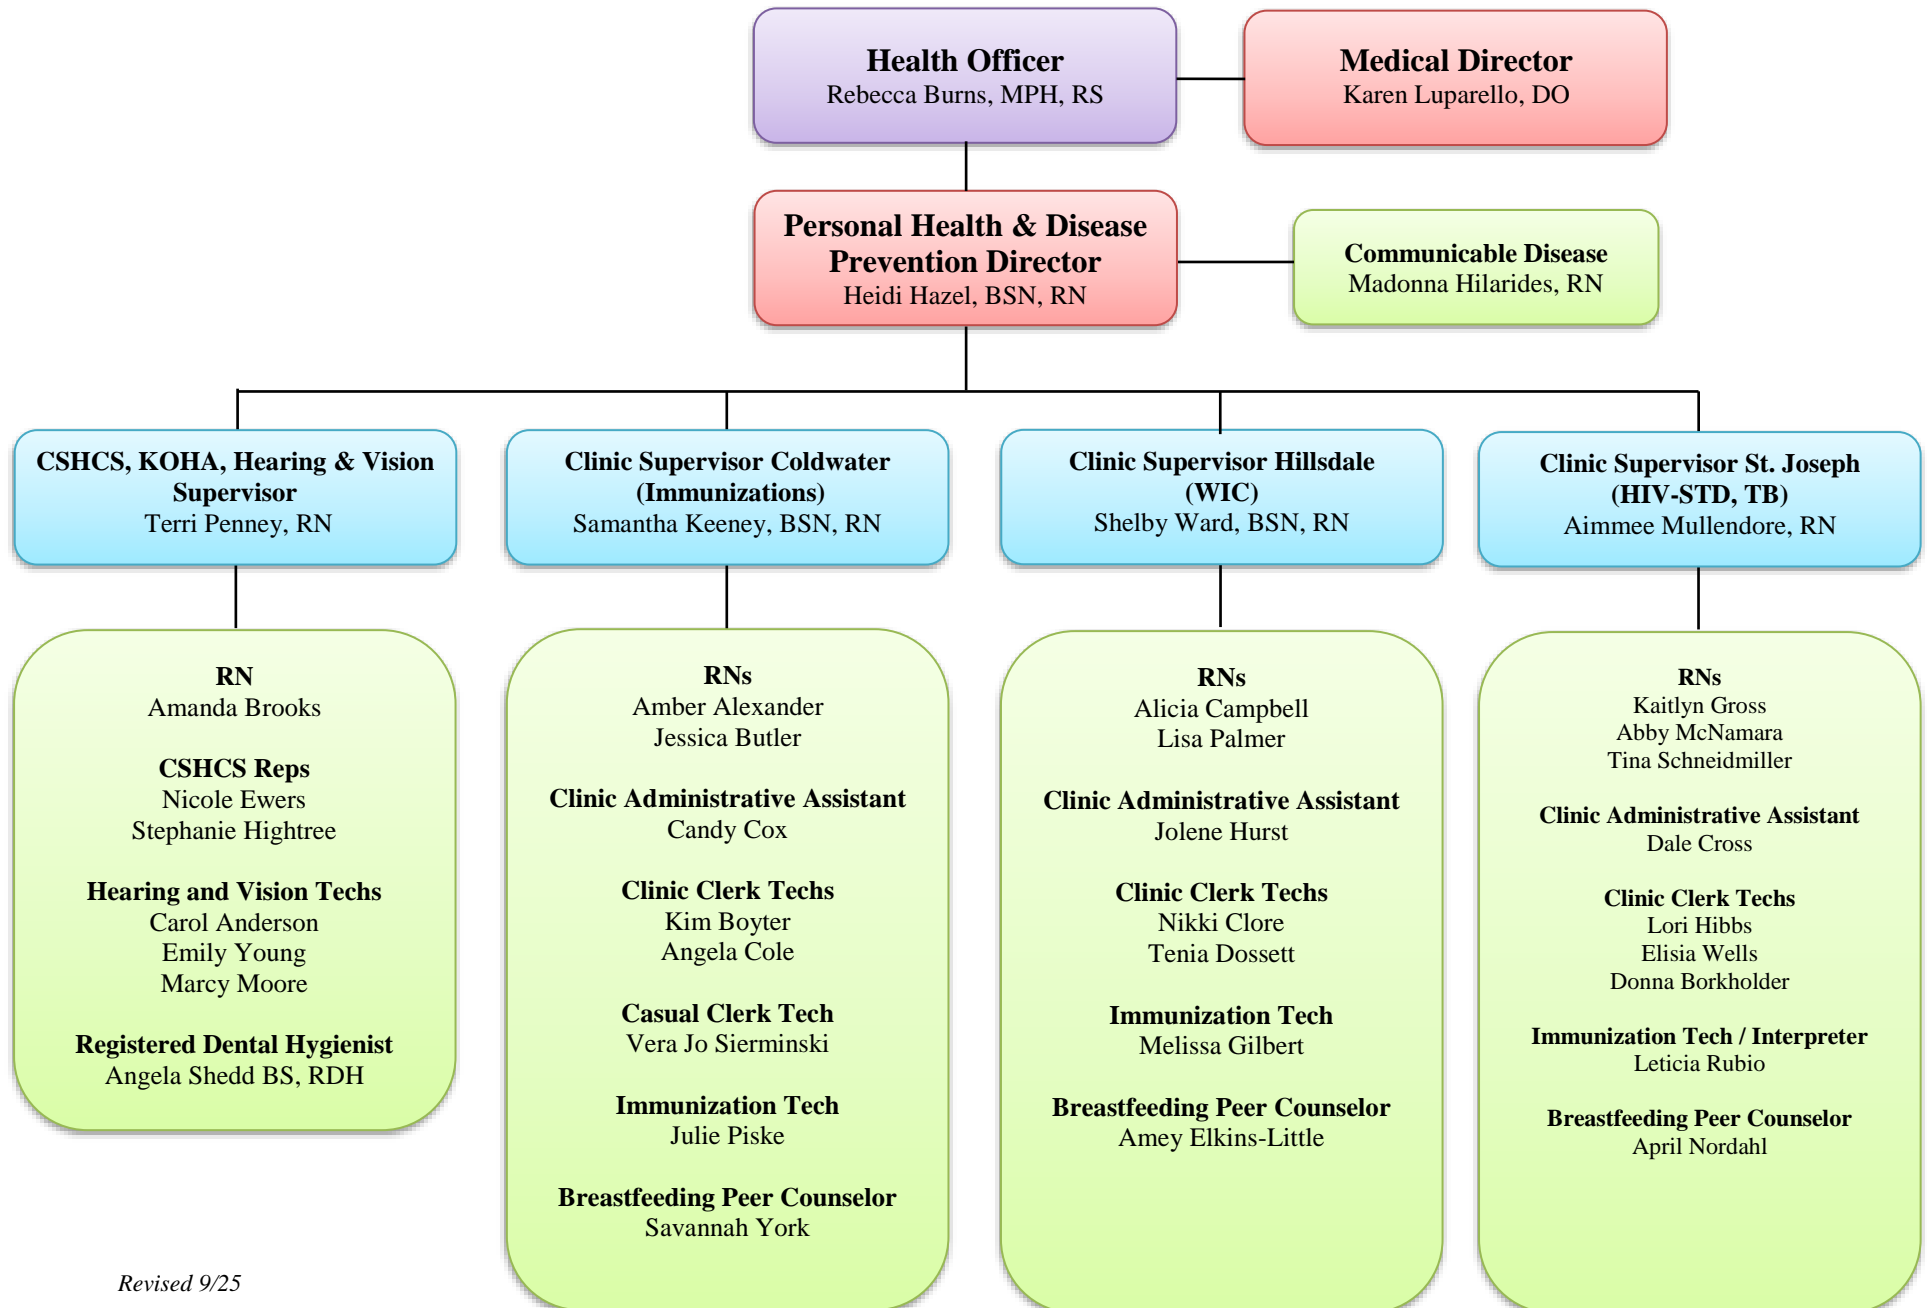 Health Officer
Rebecca Burns, MPH, RS
Medical Director
Karen Luparello, DO
Personal Health & Disease
Prevention Director
Heidi Hazel, BSN, RN
Communicable Disease
Madonna Hilarides, RN
CSHCS, KOHA, Hearing & Vision
Supervisor
Terri Penney, RN
Clinic Supervisor Coldwater
(Immunizations)
Samantha Keeney, BSN, RN
Clinic Supervisor Hillsdale
(WIC)
Shelby Ward, BSN, RN
Clinic Supervisor St. Joseph
(HIV-STD, TB)
Aimmee Mullendore, RN
RN
Amanda Brooks
CSHCS Reps
Nicole Ewers
Stephanie Hightree
Hearing and Vision Techs
Carol Anderson
Emily Young
Marcy Moore
Registered Dental Hygienist
Angela Shedd BS, RDH
RNs
Amber Alexander
Jessica Butler
Clinic Administrative Assistant
Candy Cox
Clinic Clerk Techs
Kim Boyter
Angela Cole
Casual Clerk Tech
Vera Jo Sierminski
Immunization Tech
Julie Piske
Breastfeeding Peer Counselor
Savannah York
RNs
Alicia Campbell
Lisa Palmer
Clinic Administrative Assistant
Jolene Hurst
Clinic Clerk Techs
Nikki Clore
Tenia Dossett
Immunization Tech
Melissa Gilbert
Breastfeeding Peer Counselor
Amey Elkins-Little
RNs
Kaitlyn Gross
Abby McNamara
Tina Schneidmiller
Clinic Administrative Assistant
Dale Cross
Clinic Clerk Techs
Lori Hibbs
Elisia Wells
Donna Borkholder
Immunization Tech / Interpreter
Leticia Rubio
Breastfeeding Peer Counselor
April Nordahl
Revised 9/25